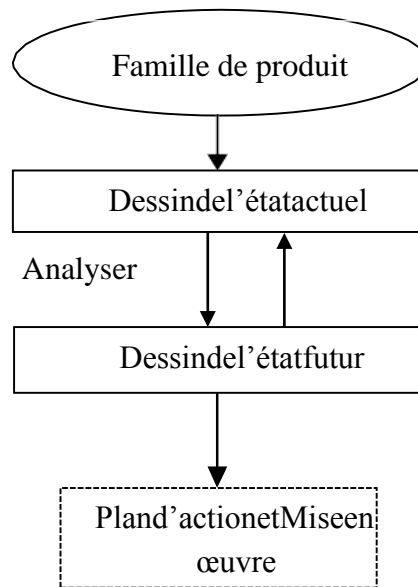 Famille de produit
Dessindel’étatactuel
Analyser
Dessindel’étatfutur
Pland’actionetMiseen
œuvre